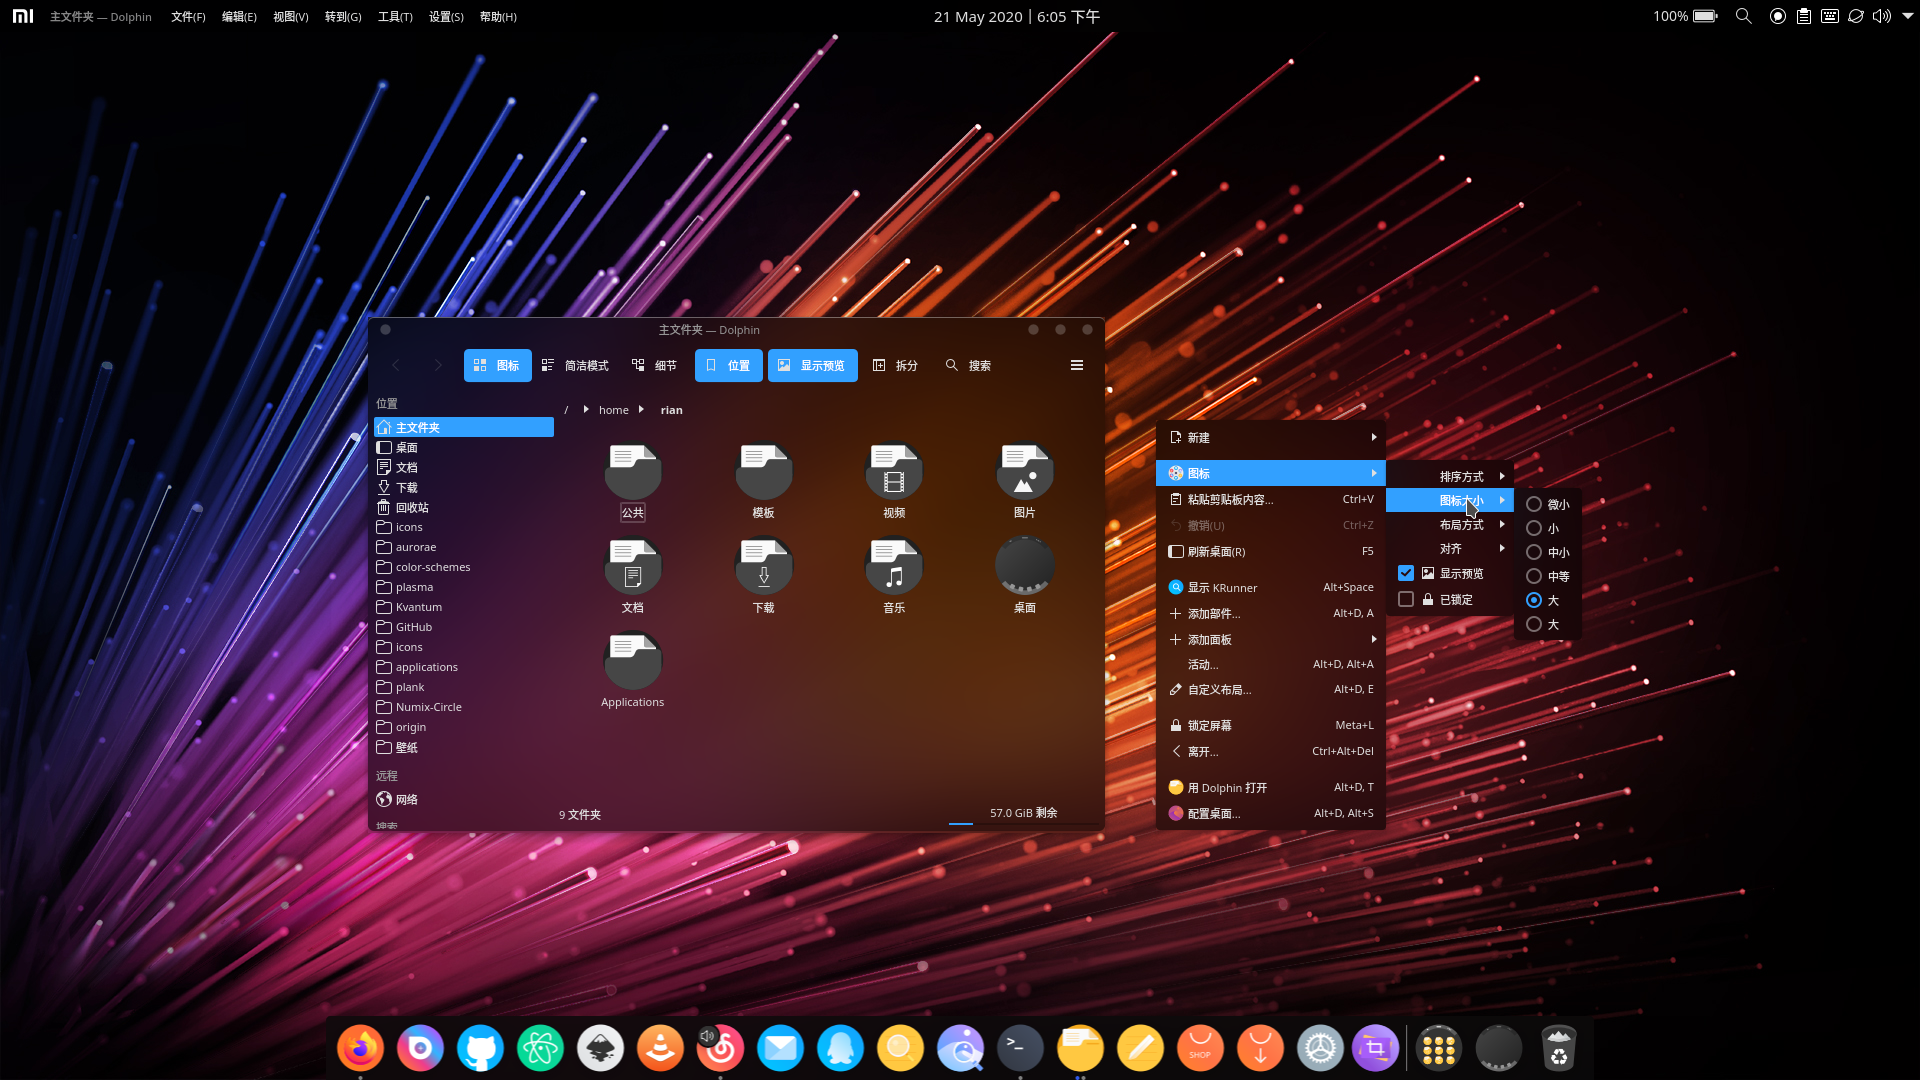 主文件夹 — Dolphin 文件(F) 编辑(E) 视图(V) 转到(G) 工具(T) 设置(S) 帮助(H) 21 May 2020 | 6:05 下午 100%
主文件夹 — Dolphin
图标 简洁模式 细节 位置 显示预览 拆分 搜索
位置
主文件夹
桌面
文档
下载
回收站
icons
aurorae
color-schemes
plasma
Kvantum
GitHub
icons
applications
plank
Numix-Circle
origin
壁纸
远程
网络
搜索
/ home rian
公共 模板 视频 图片
文档 下载 音乐 桌面
Applications
9 文件夹 57.0 GiB 剩余
新建
图标
粘贴剪贴板内容... Ctrl+V
撤销(U) Ctrl+Z
刷新桌面(R) F5
显示 KRunner Alt+Space
添加部件... Alt+D, A
添加面板
活动... Alt+D, Alt+A
自定义布局... Alt+D, E
锁定屏幕 Meta+L
离开... Ctrl+Alt+Del
用 Dolphin 打开 Alt+D, T
配置桌面... Alt+D, Alt+S
排序方式
图标大小
布局方式
对齐
显示预览
已锁定
微小
小
中小
中等
大
大
SHOP